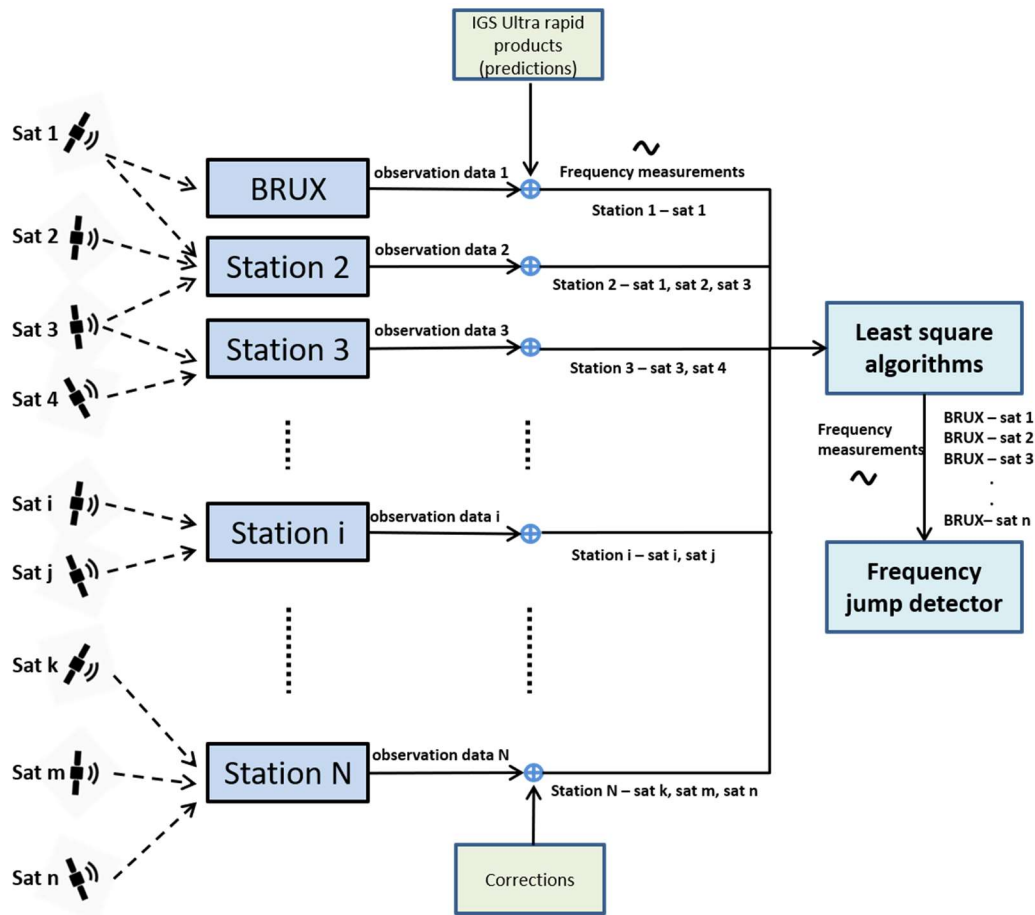 IGS Ultra rapid
products
(predictions)
Sat 1
Sat 2
Sat 3
Sat 4
Sat i
Sat j
Sat k
Sat m
Sat n
BRUX
Station 2
Station 3
Station i
Station N
observation data 1
observation data 2
observation data 3
observation data i
observation data N
Frequency measurements
Station 1 – sat 1
Station 2 – sat 1, sat 2, sat 3
Station 3 – sat 3, sat 4
Station i – sat i, sat j
Station N – sat k, sat m, sat n
Corrections
Least square
algorithms
Frequency
measurements
BRUX – sat 1
BRUX – sat 2
BRUX – sat 3
.
.
BRUX– sat n
Frequency
jump detector